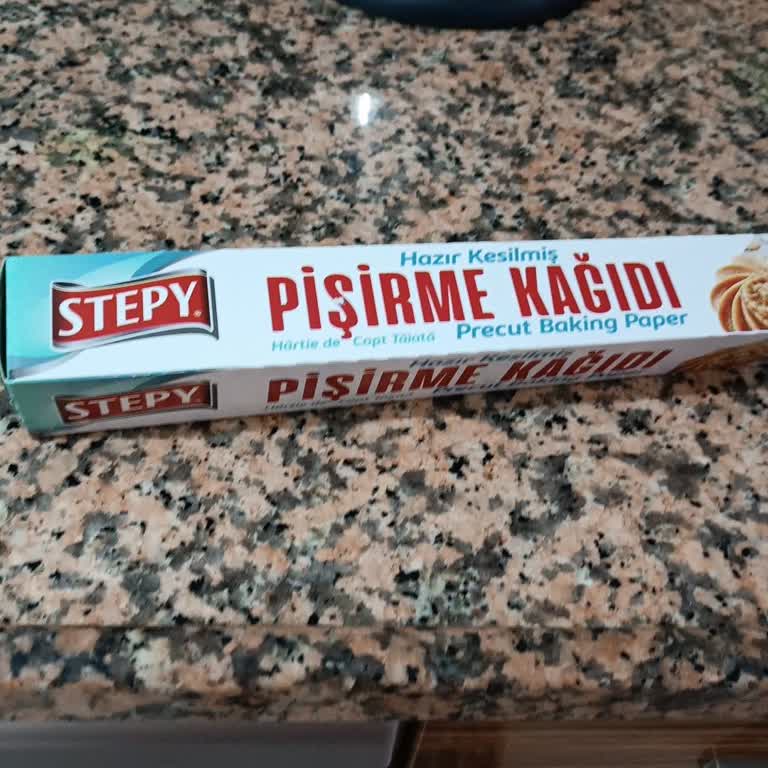 STEPY®
Hazır Kesilmiş
PİŞİRME KAĞIDI
Hârtie de Copt Tăiată
Precut Baking Paper
STEPY
Hazır Kesilmiş
PİŞİRME KAĞIDI